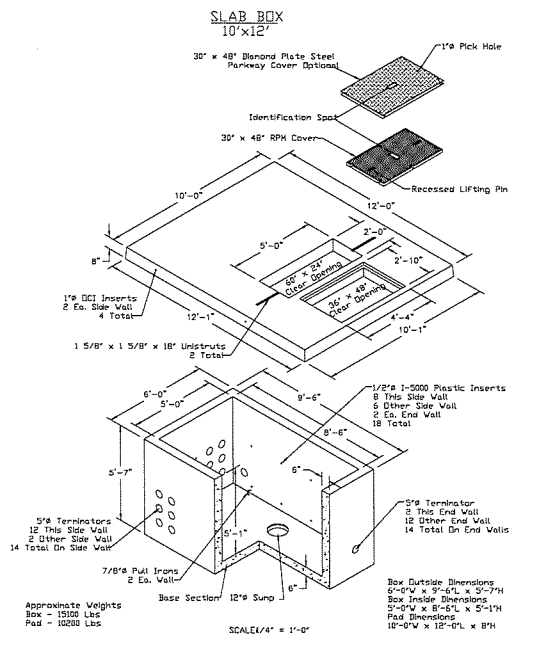 SLAB BOX
10'x12'
30" x 48" Diamond Plate Steel
Parkway Cover Optional
1"ø Pick Hole
Identification Spot
30" x 48" RPM Cover
Recessed Lifting Pin
10'-0"
12'-0"
5'-0"
2'-0"
8"
60" x 24"
Clear Opening
2'-10"
36" x 48"
Clear Opening
1"ø DCI Inserts
2 Ea. Side Wall
4 Total
12'-1"
4'-4"
10'-1"
1 5/8" x 1 5/8" x 18" Unistruts
2 Total
6'-0"
5'-0"
9'-6"
8'-6"
1/2"ø I-5000 Plastic Inserts
8 This Side Wall
6 Other Side Wall
2 Ea. End Wall
18 Total
6"
5'-7"
5"ø Terminators
12 This Side Wall
2 Other Side Wall
14 Total On Side Wall
5'-1"
5"ø Terminator
2 This End Wall
12 Other End Wall
14 Total On End Walls
7/8"ø Pull Irons
2 Ea. Wall
Base Section
12"ø Sump
6"
Box Outside Dimensions
6'-0"W x 9'-6"L x 5'-7"H
Box Inside Dimensions
5'-0"W x 8'-6"L x 5'-1"H
Pad Dimensions
10'-0"W x 12'-0"L x 8"H
Approximate Weights
Box - 15100 Lbs
Pad - 10200 Lbs
/4" = 1'-0"